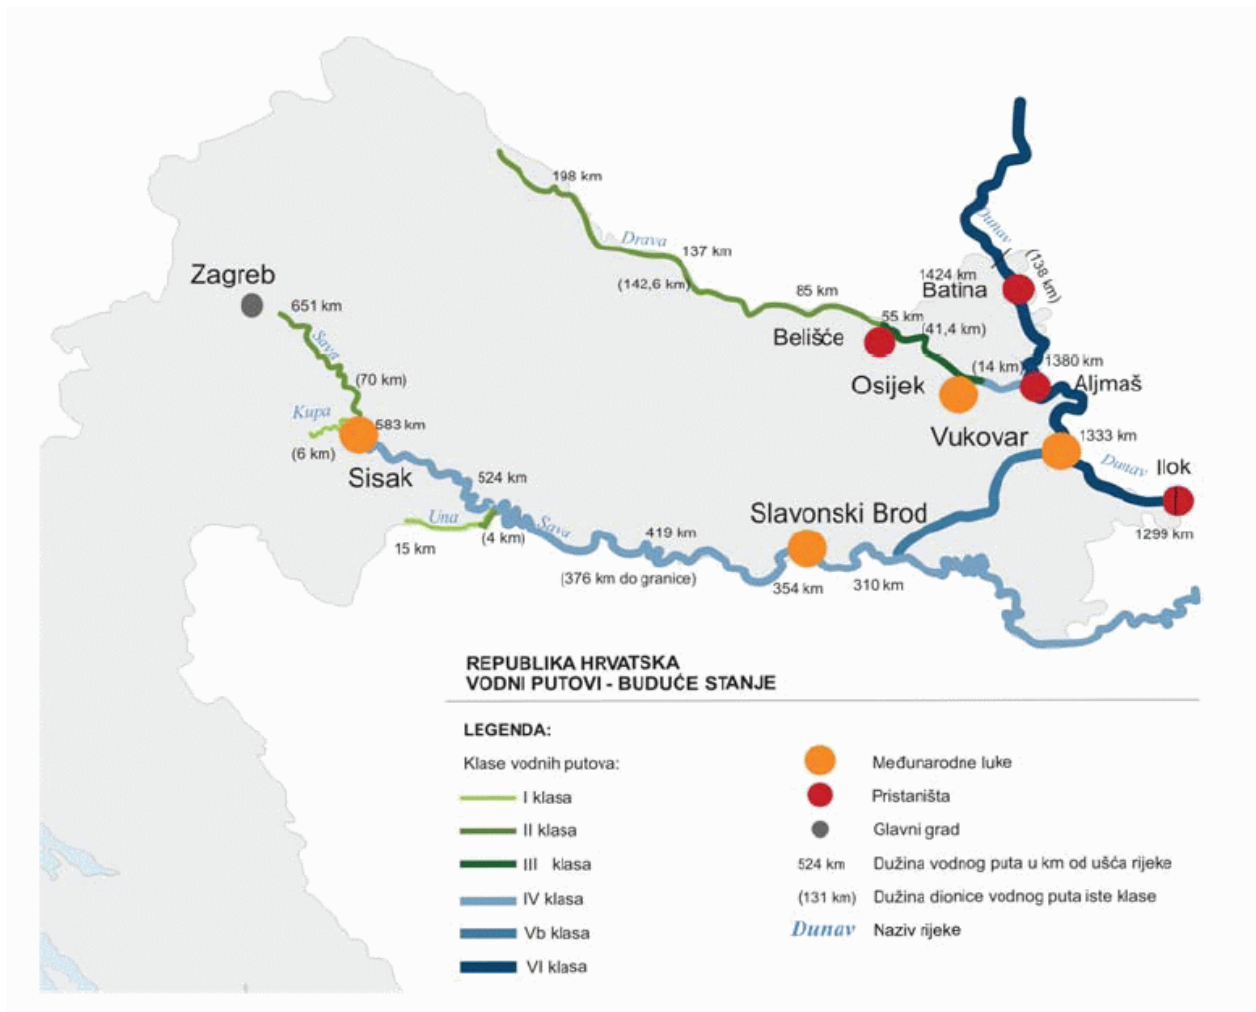 198 km
Drava
137 km
(142,6 km)
85 km
Dunav
(138 km)
1424 km
Batina
Zagreb
651 km
Sava
(70 km)
Belišće
55 km
(41,4 km)
(14 km)
1380 km
Osijek
Aljmaš
Kupa
583 km
(6 km)
Sisak
Vukovar
1333 km
Dunav
Ilok
1299 km
524 km
Una
15 km
(4 km)
Sava
419 km
(376 km do granice)
Slavonski Brod
354 km
310 km
REPUBLIKA HRVATSKA
VODNI PUTOVI - BUDUĆE STANJE
LEGENDA:
Klase vodnih putova:
I klasa
II klasa
III klasa
IV klasa
Vb klasa
VI klasa
Međunarodne luke
Pristaništa
Glavni grad
524 km Dužina vodnog puta u km od ušća rijeke
(131 km) Dužina dionice vodnog puta iste klase
Dunav Naziv rijeke